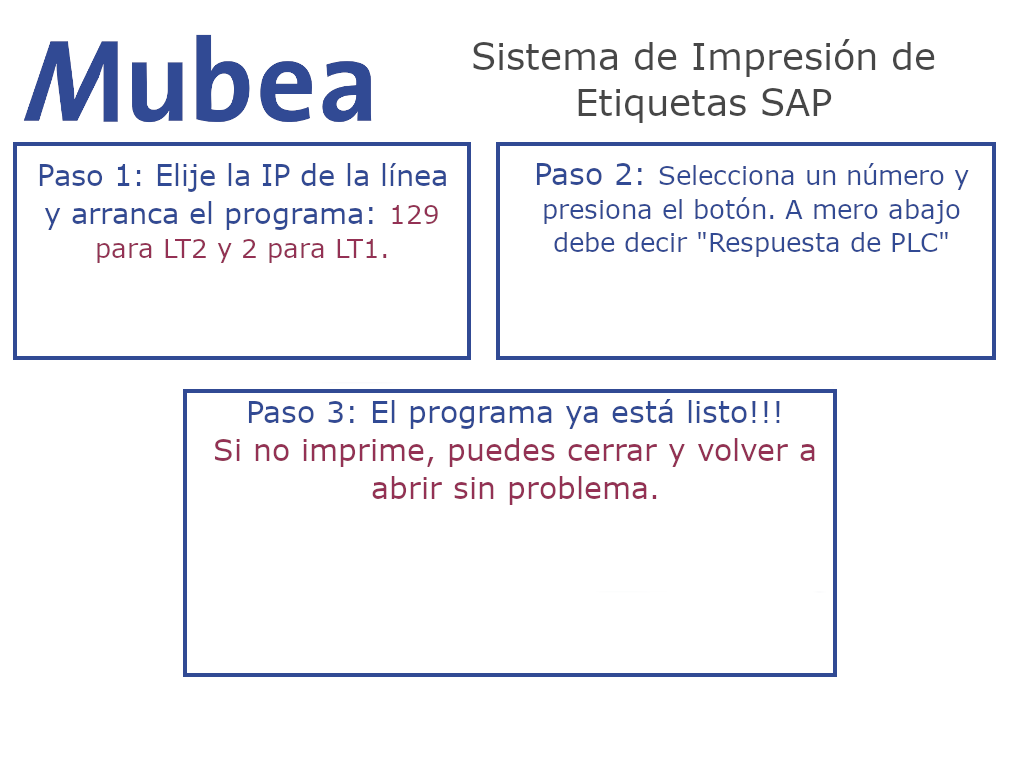 Mubea
Sistema de Impresión de
Etiquetas SAP
Paso 1: Elije la IP de la línea
y arranca el programa: 129
para LT2 y 2 para LT1.
Paso 2: Selecciona un número y
presiona el botón. A mero abajo
debe decir "Respuesta de PLC"
Paso 3: El programa ya está listo!!!
Si no imprime, puedes cerrar y volver a
abrir sin problema.